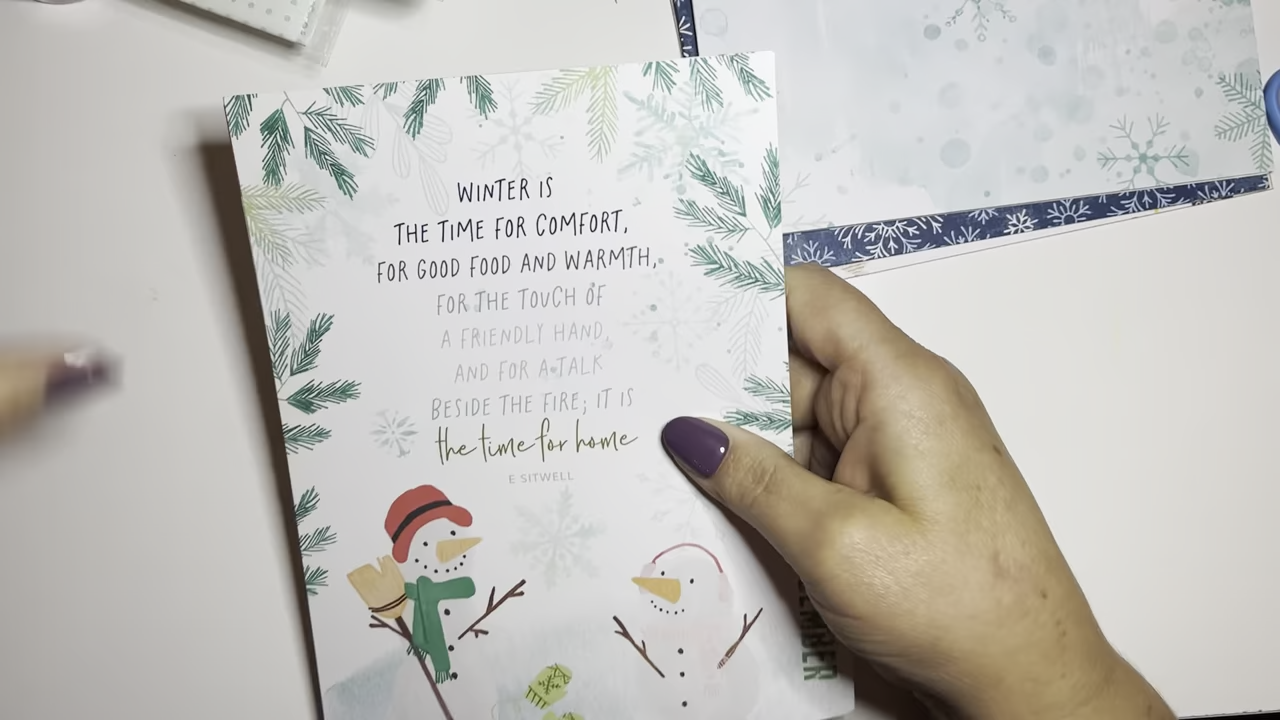 WINTER IS
THE TIME FOR COMFORT,
FOR GOOD FOOD AND WARMTH,
FOR THE TOUCH OF
A FRIENDLY HAND,
AND FOR A TALK
BESIDE THE FIRE; IT IS
the time for home
E SITWELL